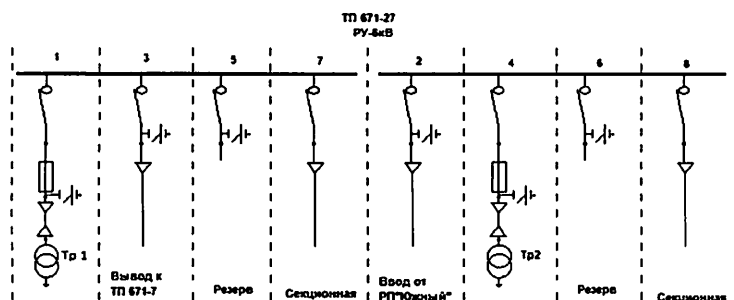 ТП 671-27
РУ-6кВ
1 3 5 7 2 4 6 8
Тр 1
Тр2
Вывод к
ТП 671-7
Резерв
Секционная
Ввод от
РП"Южный"
Резерв
Секционная